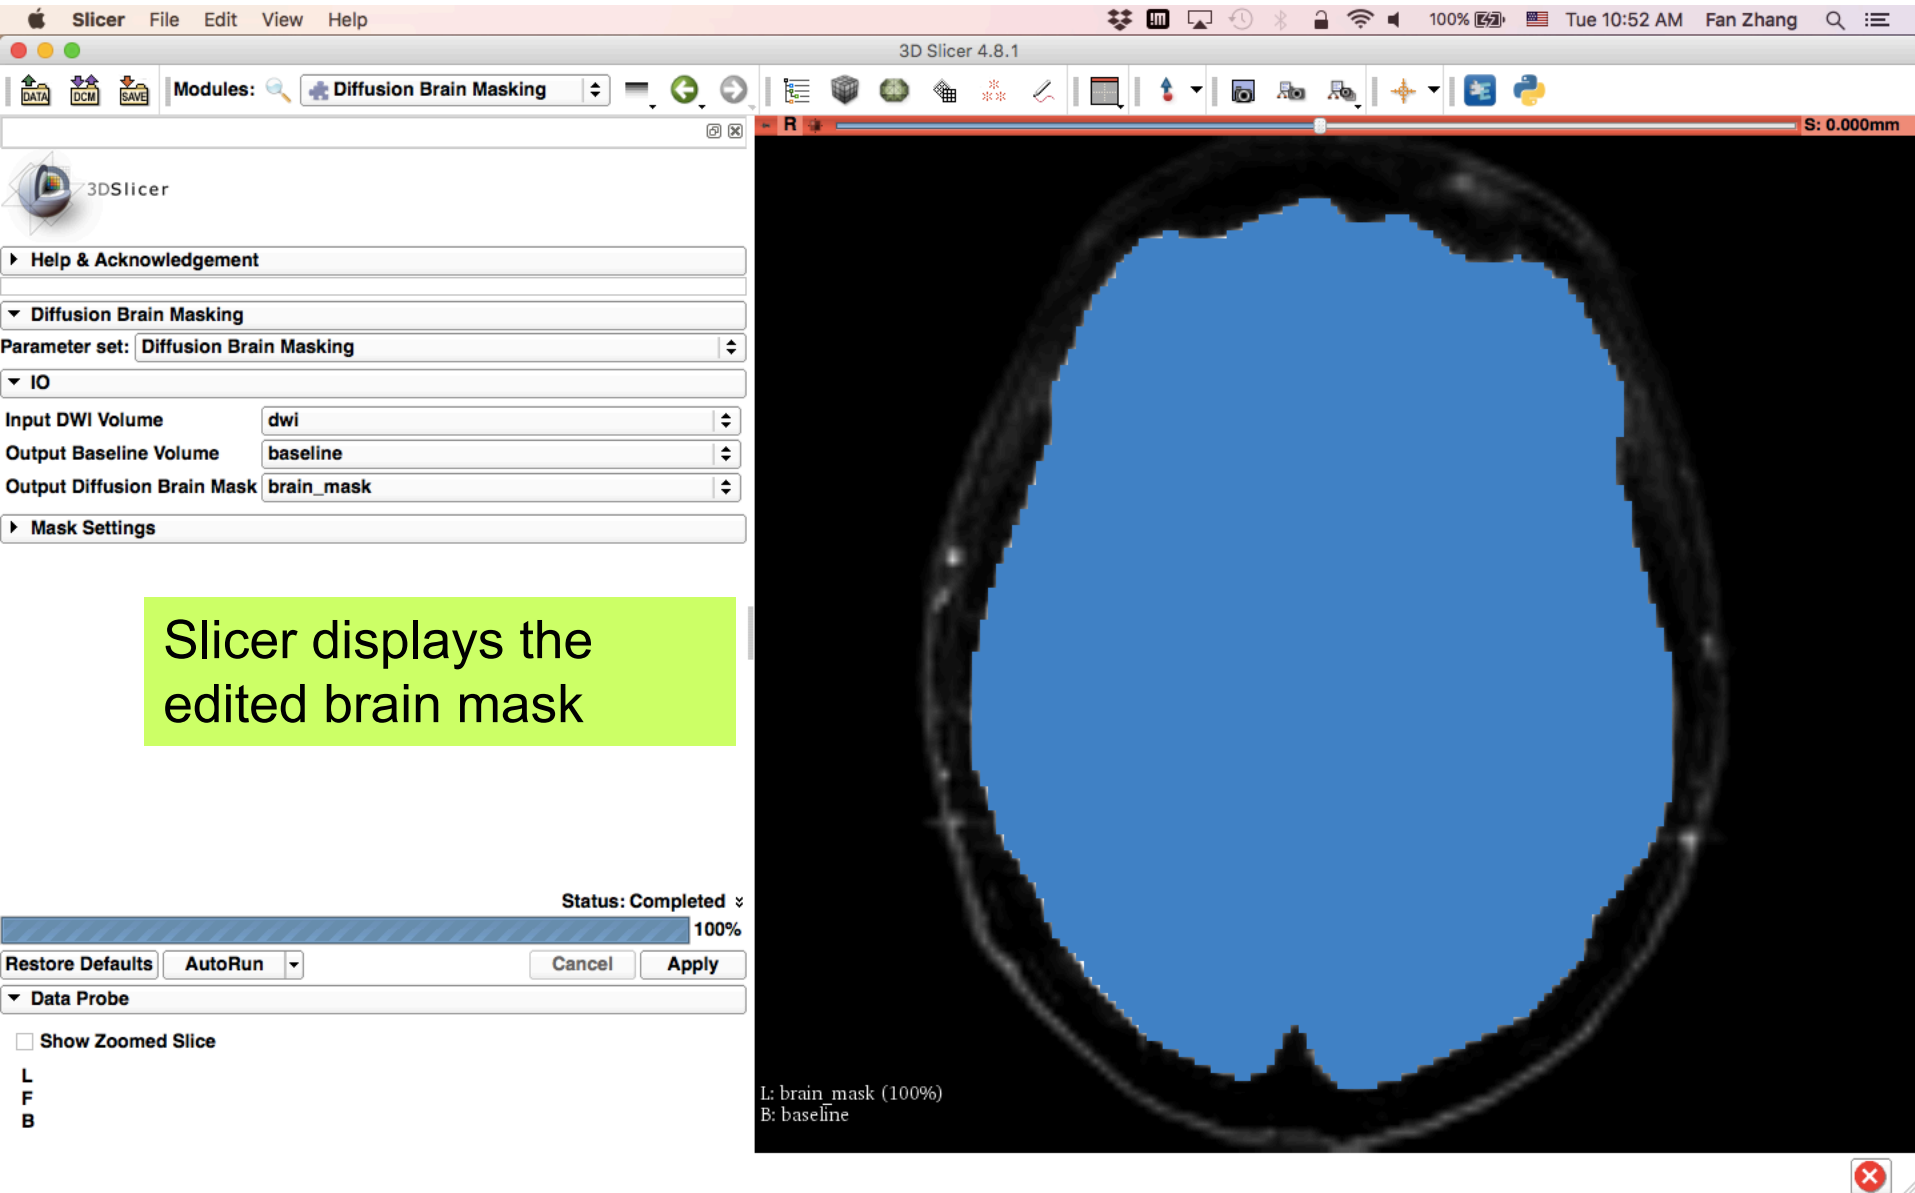 Slicer File Edit View Help 100% Tue 10:52 AM Fan Zhang
3D Slicer 4.8.1
DATA DCM SAVE Modules: Diffusion Brain Masking
R S: 0.000mm
3DSlicer
Help & Acknowledgement
Diffusion Brain Masking
Parameter set: Diffusion Brain Masking
IO
Input DWI Volume dwi
Output Baseline Volume baseline
Output Diffusion Brain Mask brain_mask
Mask Settings
Slicer displays the
edited brain mask
Status: Completed
100%
Restore Defaults AutoRun Cancel Apply
Data Probe
Show Zoomed Slice
L
F
B
L: brain_mask (100%)
B: baseline